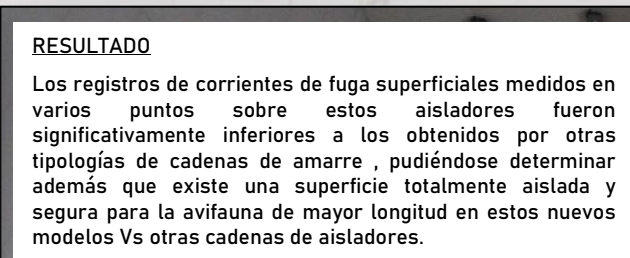 RESULTADO
Los registros de corrientes de fuga superficiales medidos en
varios puntos sobre estos aisladores fueron
significativamente inferiores a los obtenidos por otras
tipologías de cadenas de amarre , pudiéndose determinar
además que existe una superficie totalmente aislada y
segura para la avifauna de mayor longitud en estos nuevos
modelos Vs otras cadenas de aisladores.